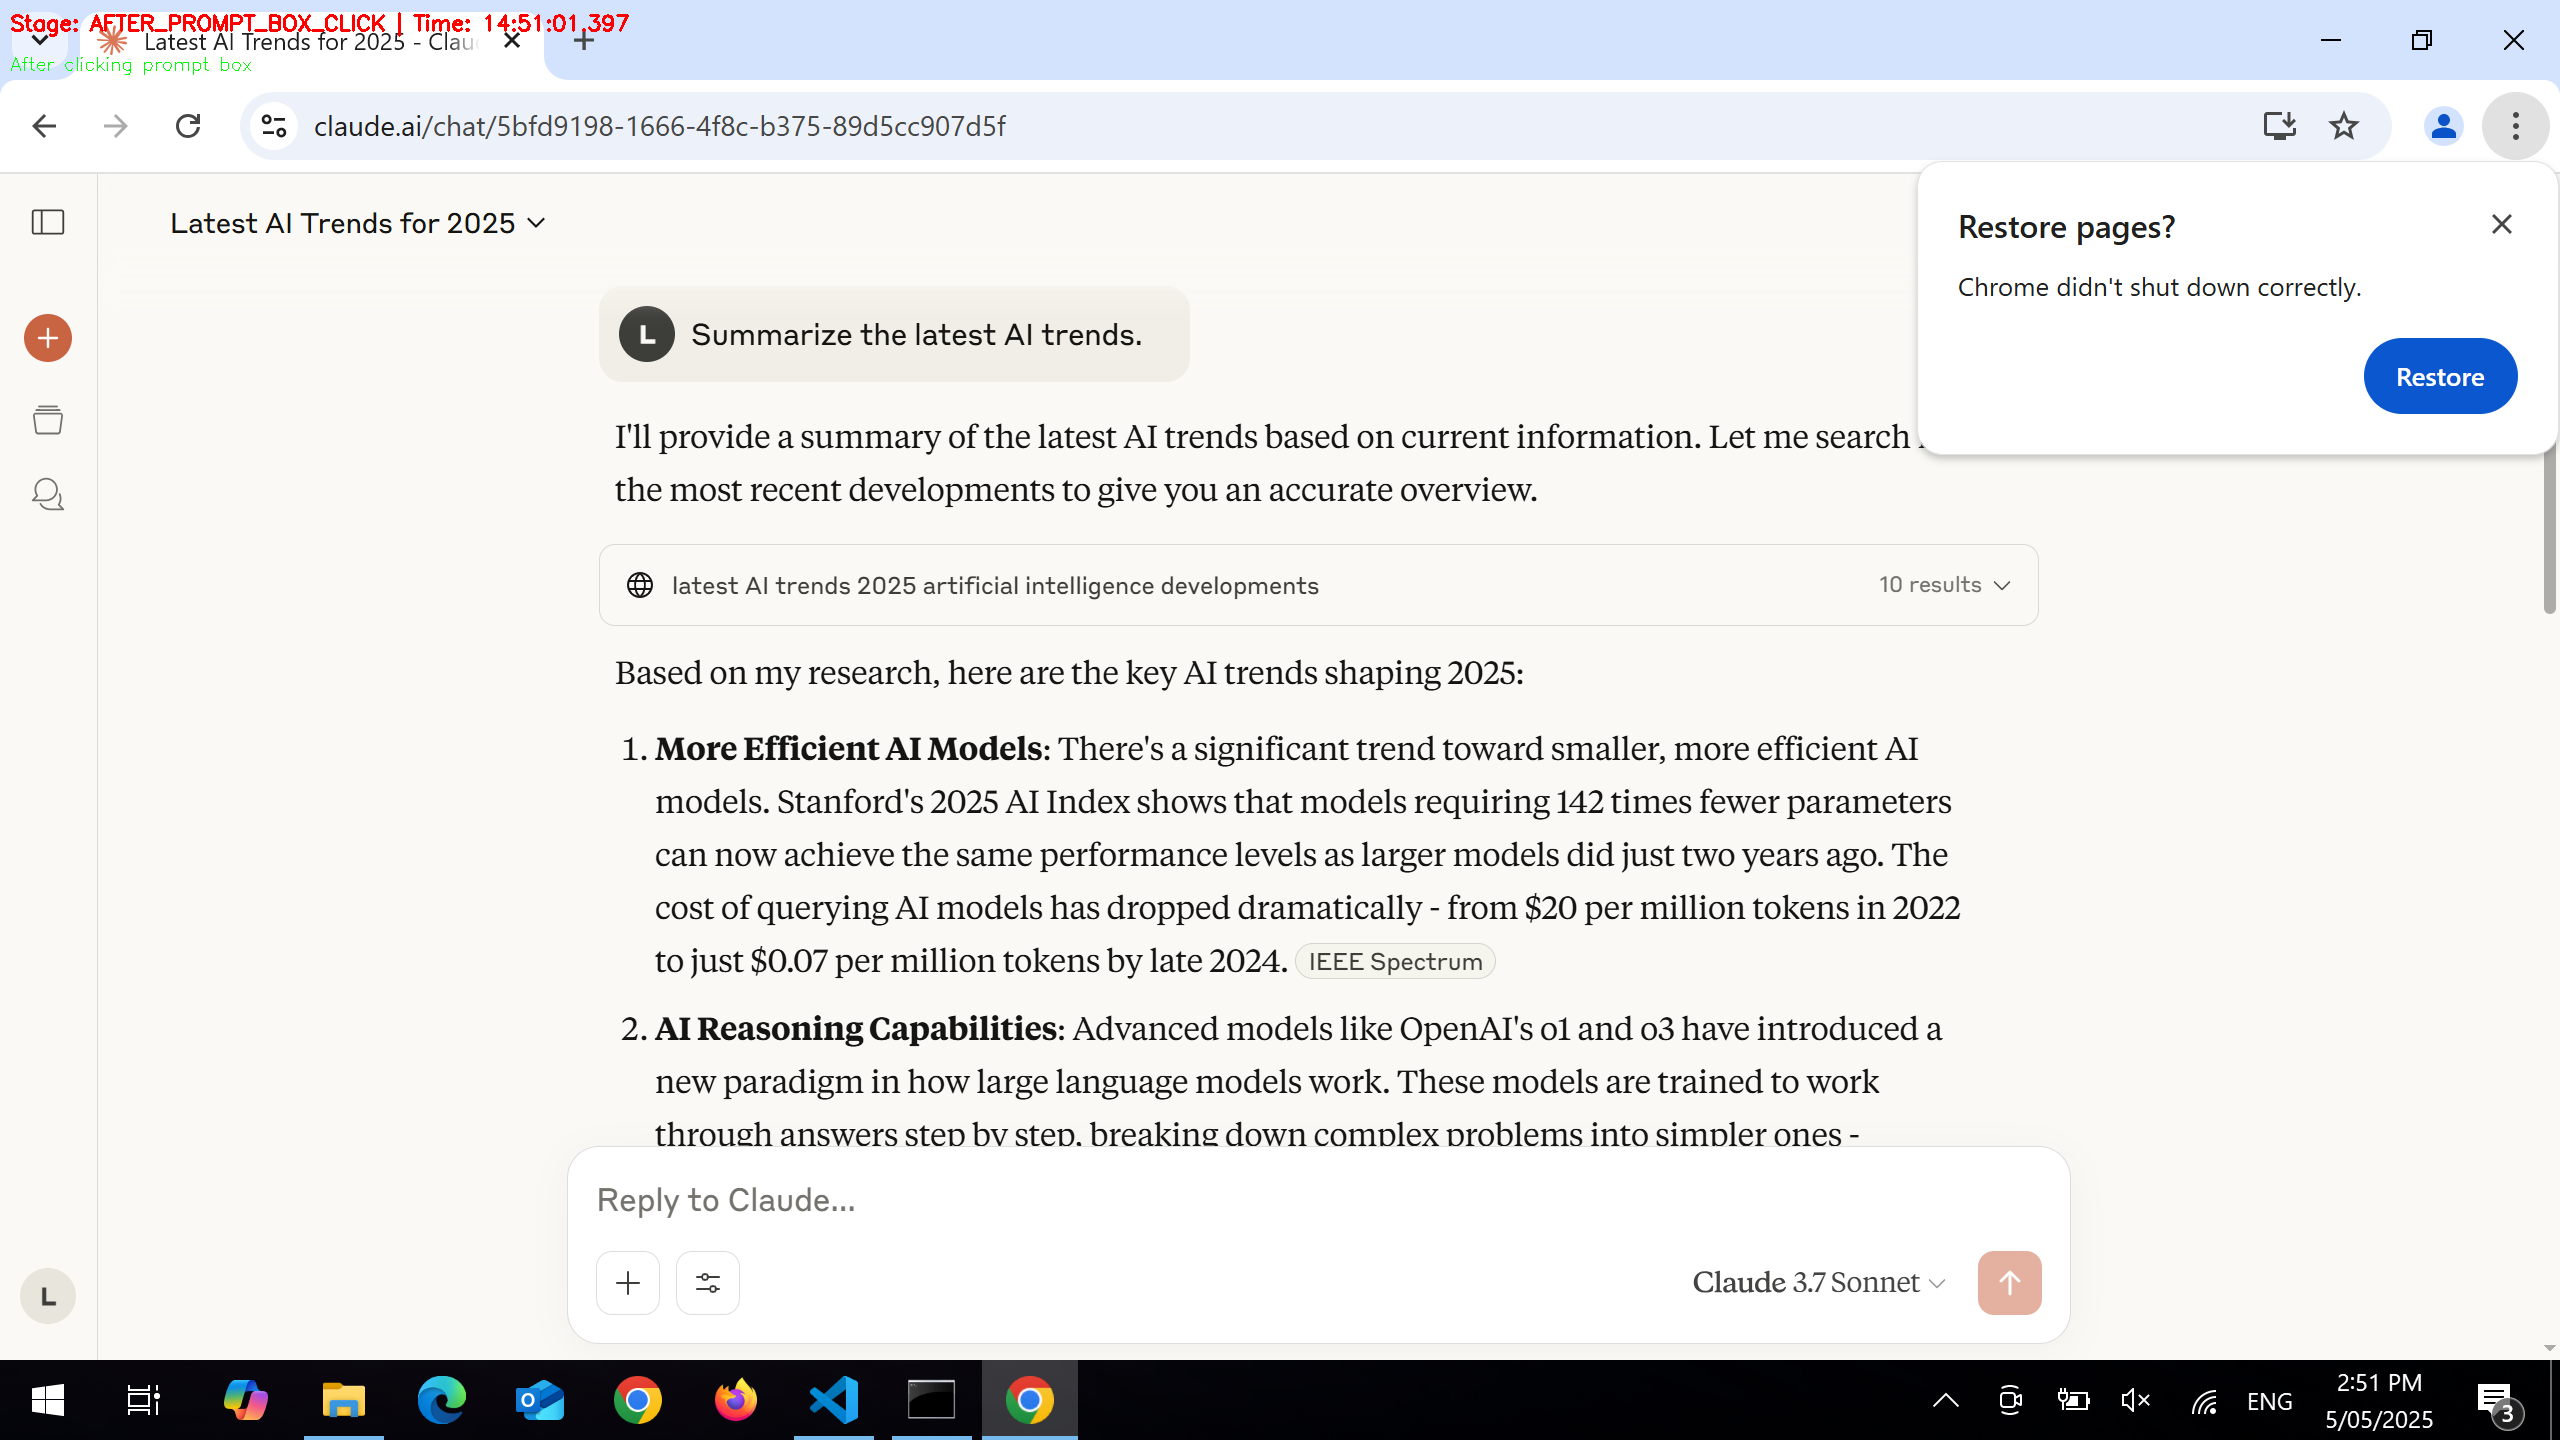 Stage: AFTER_PROMPT_BOX_CLICK | Time: 14:51:01.397
Latest AI Trends for 2025 - Clau
After clicking prompt box
claude.ai/chat/5bfd9198-1666-4f8c-b375-89d5cc907d5f
Restore pages?
Chrome didn't shut down correctly.
Restore
Latest AI Trends for 2025
L Summarize the latest AI trends.
I'll provide a summary of the latest AI trends based on current information. Let me search
the most recent developments to give you an accurate overview.
latest AI trends 2025 artificial intelligence developments 10 results
Based on my research, here are the key AI trends shaping 2025:
1. More Efficient AI Models: There's a significant trend toward smaller, more efficient AI
models. Stanford's 2025 AI Index shows that models requiring 142 times fewer parameters
can now achieve the same performance levels as larger models did just two years ago. The
cost of querying AI models has dropped dramatically - from $20 per million tokens in 2022
to just $0.07 per million tokens by late 2024. IEEE Spectrum
2. AI Reasoning Capabilities: Advanced models like OpenAI's o1 and o3 have introduced a
new paradigm in how large language models work. These models are trained to work
through answers step by step, breaking down complex problems into simpler ones -
Reply to Claude...
Claude 3.7 Sonnet
L
ENG
2:51 PM
5/05/2025
3